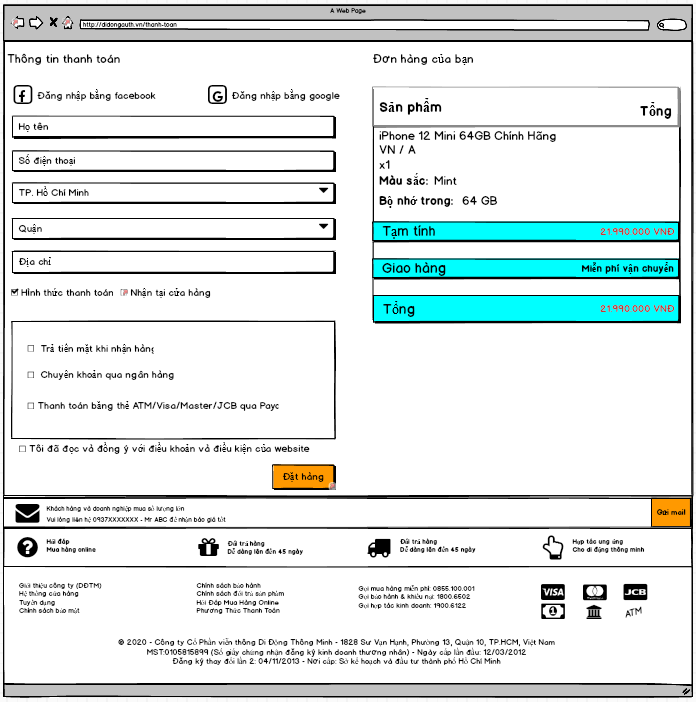 A Web Page
http://didongauth.vn/thanh-toan
Thông tin thanh toán
Đăng nhập bằng facebook
Đăng nhập bằng google
Họ tên
Số điện thoại
TP. Hồ Chí Minh
Quận
Địa chỉ
Hình thức thanh toán
Nhận tại cửa hàng
Trả tiền mặt khi nhận hàng
Chuyển khoản qua ngân hàng
Thanh toán bằng thẻ ATM/Visa/Master/JCB qua Payo
Tôi đã đọc và đồng ý với điều khoản và điều kiện của website
Đặt hàng
Đơn hàng của bạn
Sản phẩm Tổng
iPhone 12 Mini 64GB Chính Hãng
VN / A
x1
Màu sắc: Mint
Bộ nhớ trong: 64 GB
Tạm tính 21.990.000 VNĐ
Giao hàng Miễn phí vận chuyển
Tổng 21.990.000 VNĐ
Khách hàng và doanh nghiệp mua số lượng lớn
Vui lòng liên hệ 0937XXXXXXX - Mr ABC để nhận báo giá tốt
Gửi mail
Hỏi đáp
Mua hàng online
Đổi trả hàng
Dễ dàng lên đến 45 ngày
Đổi trả hàng
Dễ dàng lên đến 45 ngày
Hợp tác ung ứng
Cho di động thông minh
Giới thiệu công ty (DĐTM)
Hệ thống cửa hàng
Tuyển dụng
Chính sách bảo mật
Chính sách bảo hành
Chính sách đổi trả sản phẩm
Hỏi Đáp Mua Hàng Online
Phương Thức Thanh Toán
Gọi mua hàng miễn phí: 0855.100.001
Gọi bảo hành & khiếu nại: 1800.6502
Gọi hợp tác kinh doanh: 1900.6122
VISA
JCB
1
ATM
© 2020 - Công ty Cổ Phần viễn thông Di Động Thông Minh - 1828 Sư Vạn Hạnh, Phường 13, Quận 10, TP.HCM, Việt Nam
MST:0105815899 (Số giấy chứng nhận đăng ký kinh doanh thương nhân) - Ngày cấp lần đầu: 12/03/2012
Đăng ký thay đổi lần 2: 04/11/2013 - Nơi cấp: Sở kế hoạch và đầu tư thành phố Hồ Chí Minh